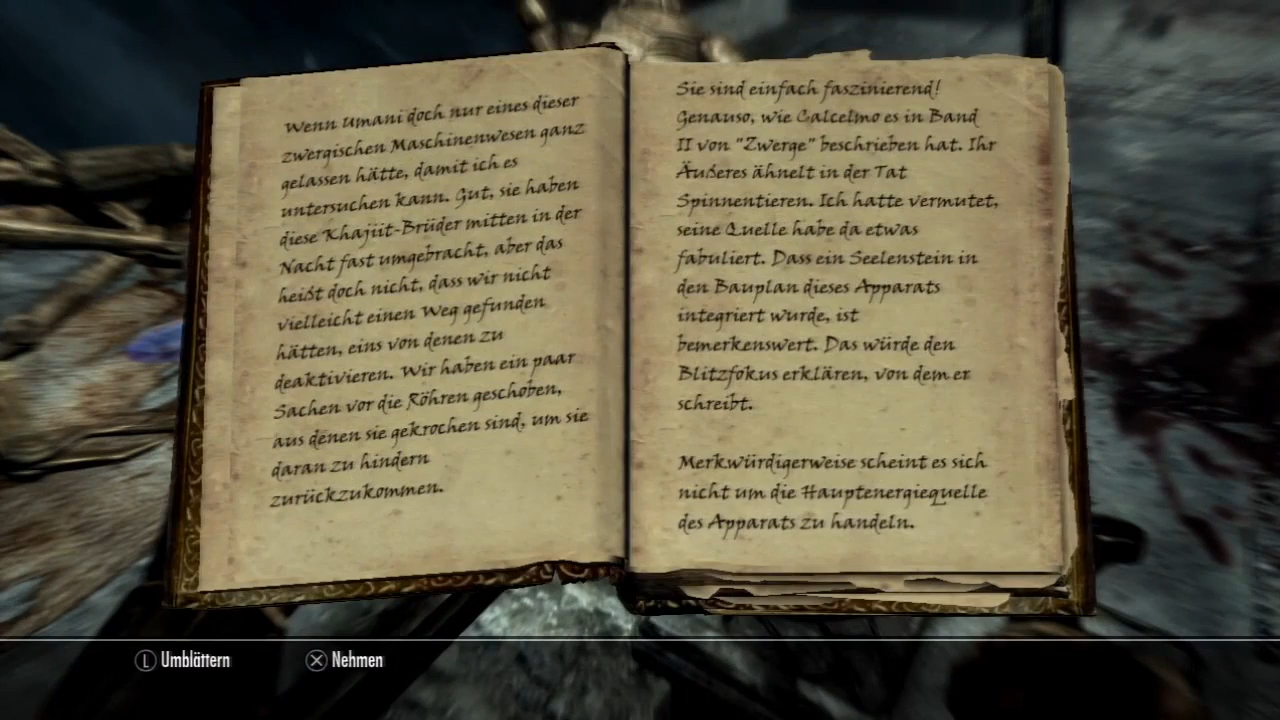 Wenn Umani doch nur eines dieser
zwergischen Maschinenwesen ganz
gelassen hätte, damit ich es
untersuchen kann. Gut, sie haben
diese Khajiit-Brüder mitten in der
Nacht fast umgebracht, aber das
heißt doch nicht, dass wir nicht
vielleicht einen Weg gefunden
hätten, eins von denen zu
deaktivieren. Wir haben ein paar
Sachen vor die Röhren geschoben,
aus denen sie gekrochen sind, um sie
daran zu hindern
zurückzukommen.
Sie sind einfach faszinierend!
Genauso, wie Calcelmo es in Band
II von "Zwerge" beschrieben hat. Ihr
Äußeres ähnelt in der Tat
Spinnentieren. Ich hatte vermutet,
seine Quelle habe da etwas
fabuliert. Dass ein Seelenstein in
den Bauplan dieses Apparats
integriert wurde, ist
bemerkenswert. Das würde den
Blitzfokus erklären, von dem er
schreibt.
Merkwürdigerweise scheint es sich
nicht um die Hauptenergiequelle
des Apparats zu handeln.
L Umblättern
X Nehmen